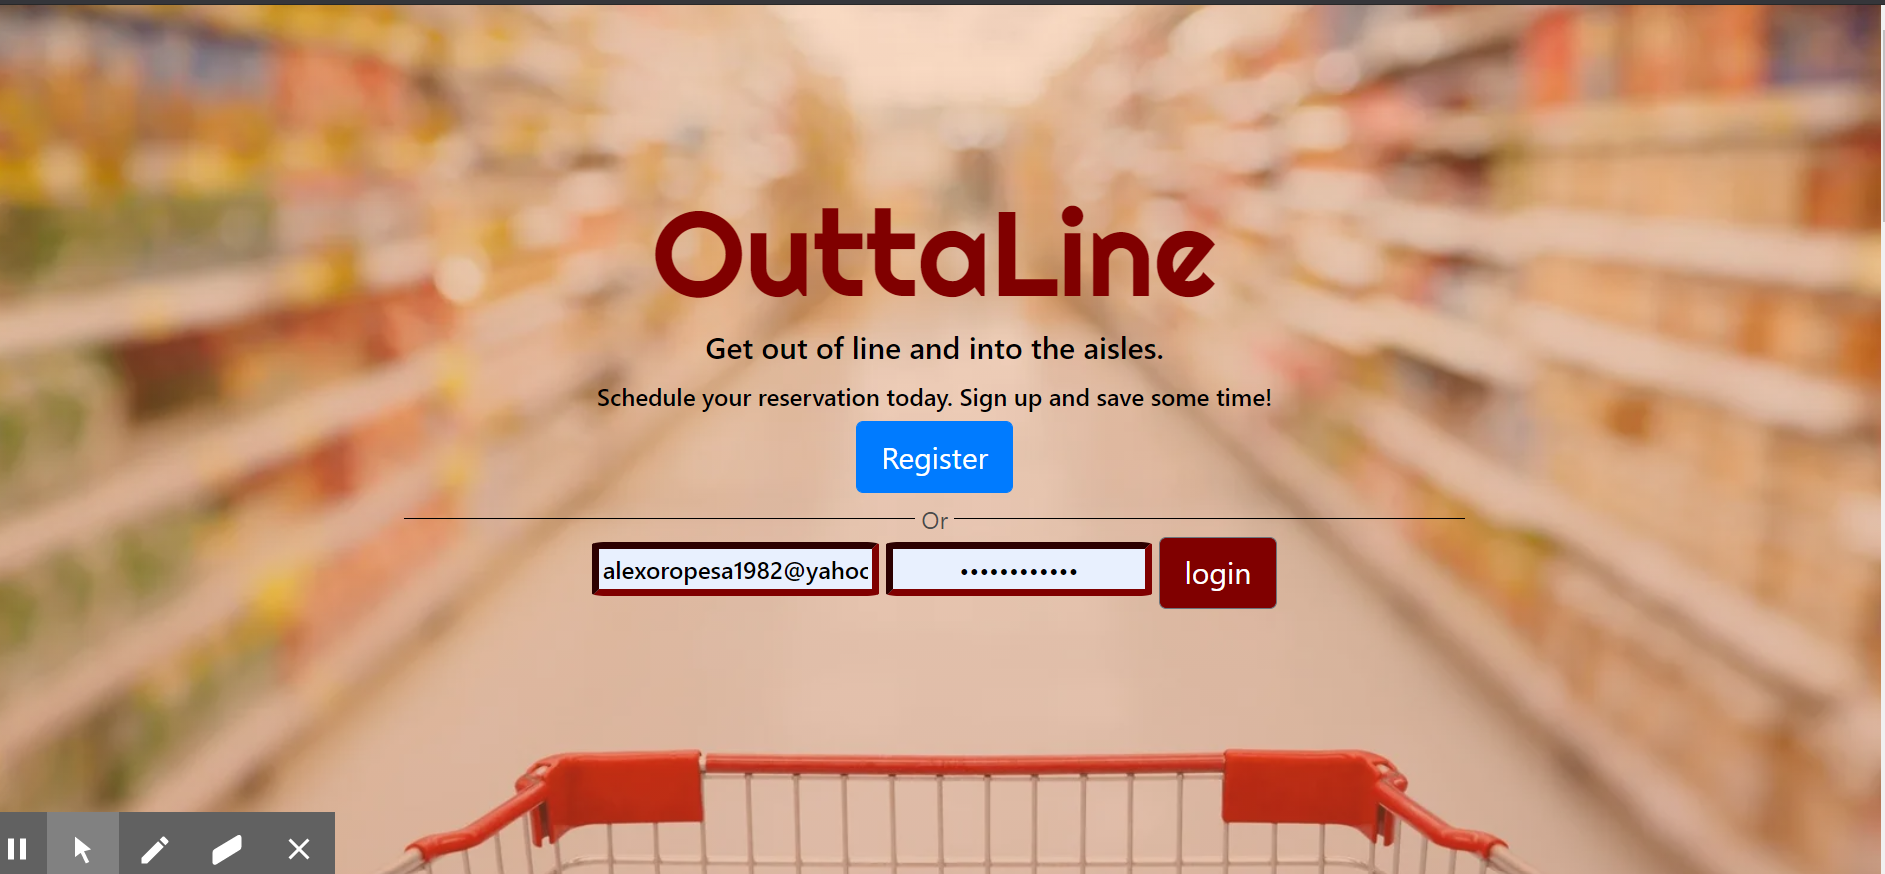 OuttaLine
Get out of line and into the aisles.
Schedule your reservation today. Sign up and save some time!
Register
Or
alexoropesa1982@yahoo
•••••••••••• login